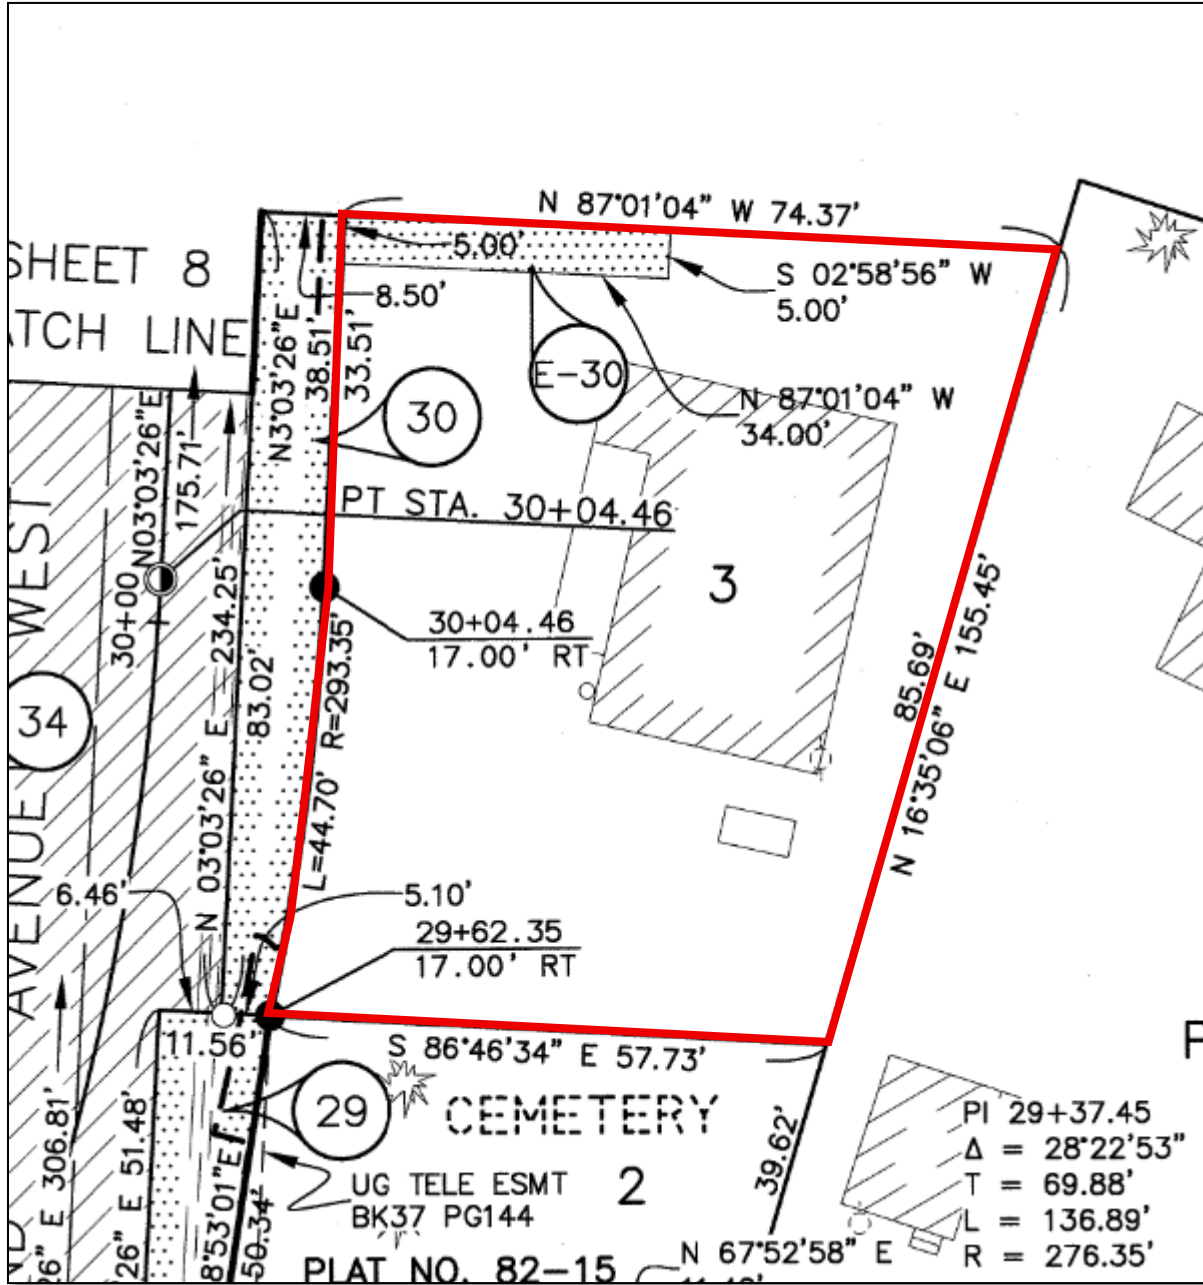 N 87°01'04" W 74.37'
SHEET 8
5.00'
S 02°58'56" W
5.00'
8.50'
ATCH LINE
N3°03'26"E
38.51'
33.51'
E-30
30
N 87°01'04" W
34.00'
N03°03'26"E
175.71'
PT STA. 30+04.46
WEST
30+00
N 03°03'26" E 234.25'
83.02'
30+04.46
17.00' RT
3
34
L=44.70' R=293.35'
85.69'
N 16°35'06" E 155.45'
AVENUE
6.46'
5.10'
29+62.35
17.00' RT
11.56'
S 86°46'34" E 57.73'
29
CEMETERY
39.62'
PI 29+37.45
Δ = 28°22'53"
T = 69.88'
L = 136.89'
R = 276.35'
UG TELE ESMT
BK37 PG144
2
26" E 306.81'
26" E 51.48'
8°53'01"E
50.34'
ND
PLAT NO. 82-15
N 67°52'58" E